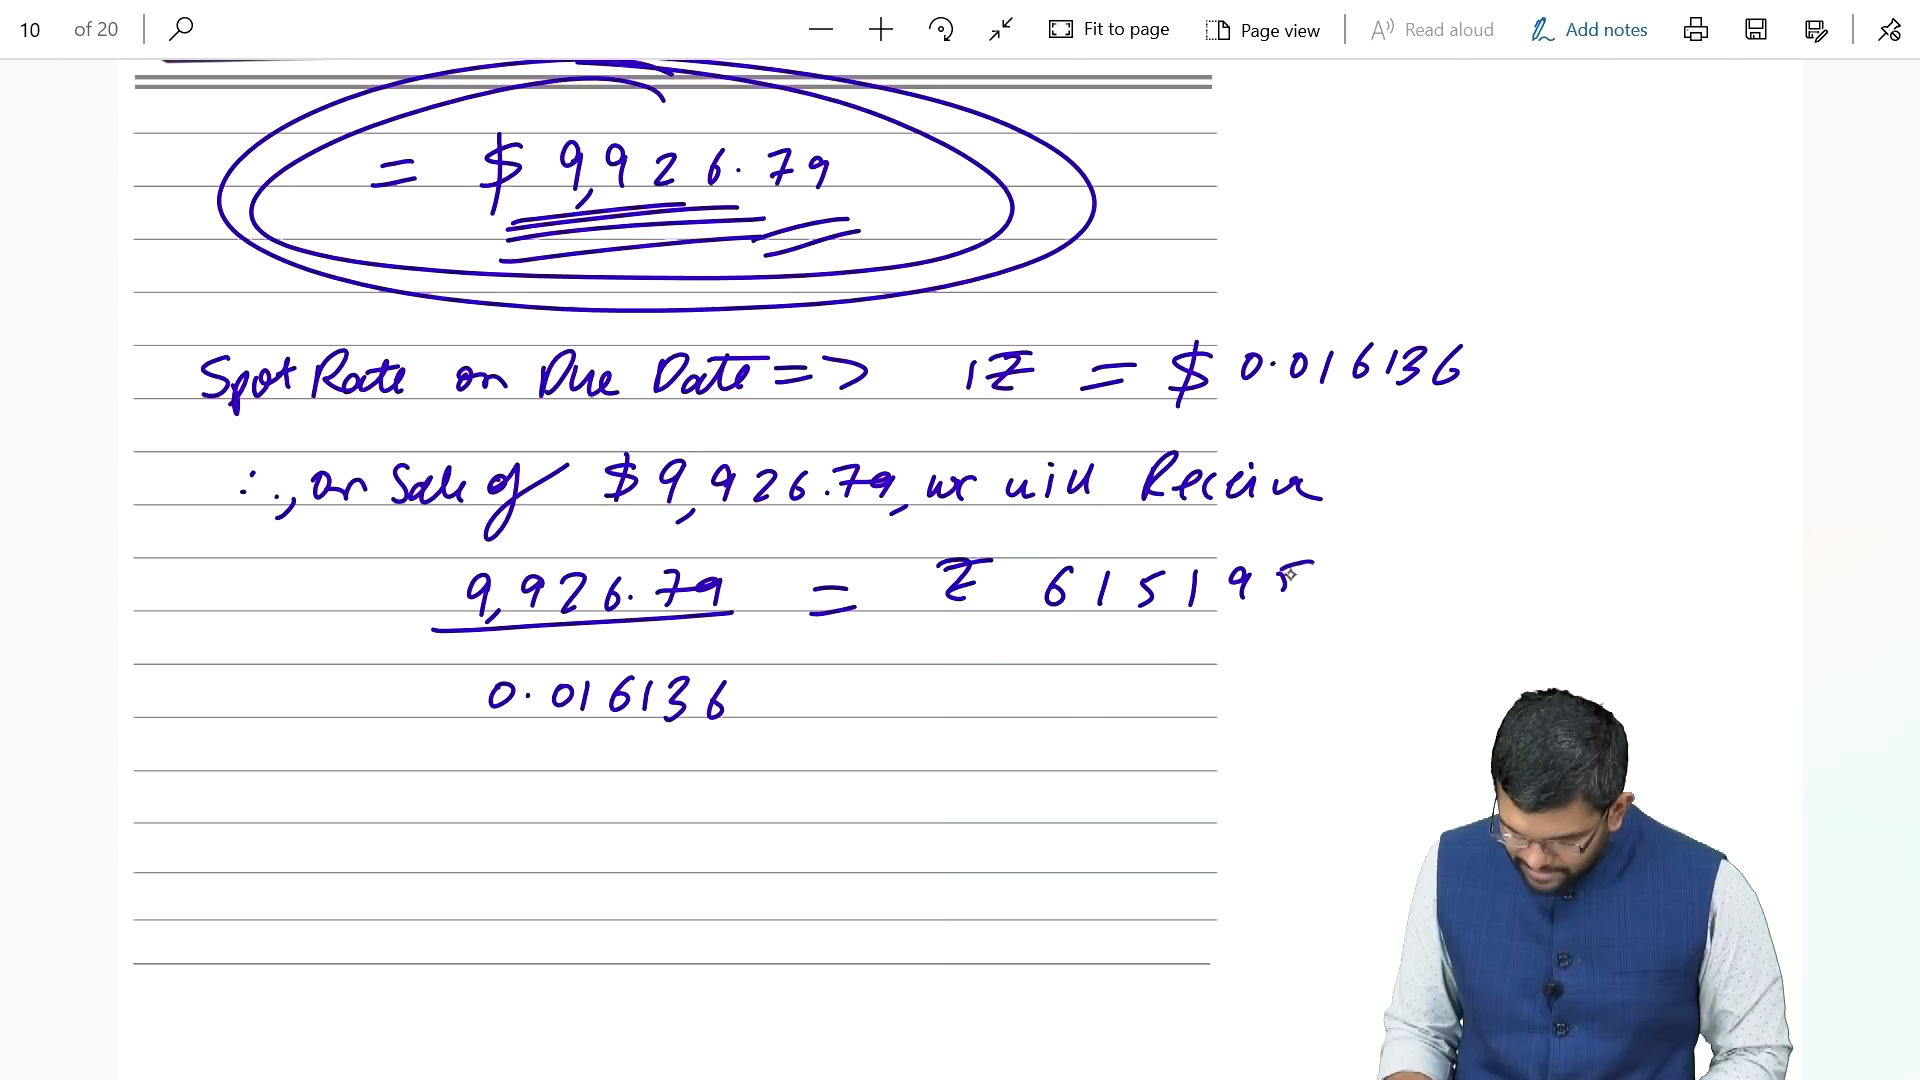 10 of 20 Fit to page Page view Read aloud Add notes
= $ 9,926.79
Spot Rate on Due Date => 1₹ = $ 0.016136
∴, on Sale of $ 9,926.79, we will Receive
9,926.79 = ₹ 615195
0.016136